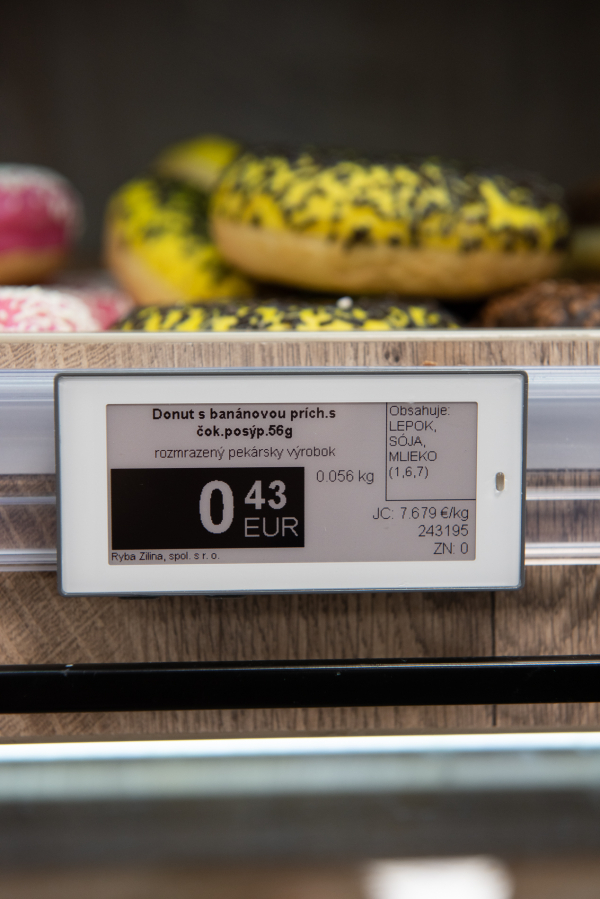 Donut s banánovou prích.s
čok.posýp.56g
rozmrazený pekársky výrobok
0.056 kg
0 43
EUR
Ryba Zilina, spol. s r. o.
Obsahuje:
LEPOK,
SÓJA,
MLIEKO
(1,6,7)
JC: 7.679 €/kg
243195
ZN: 0